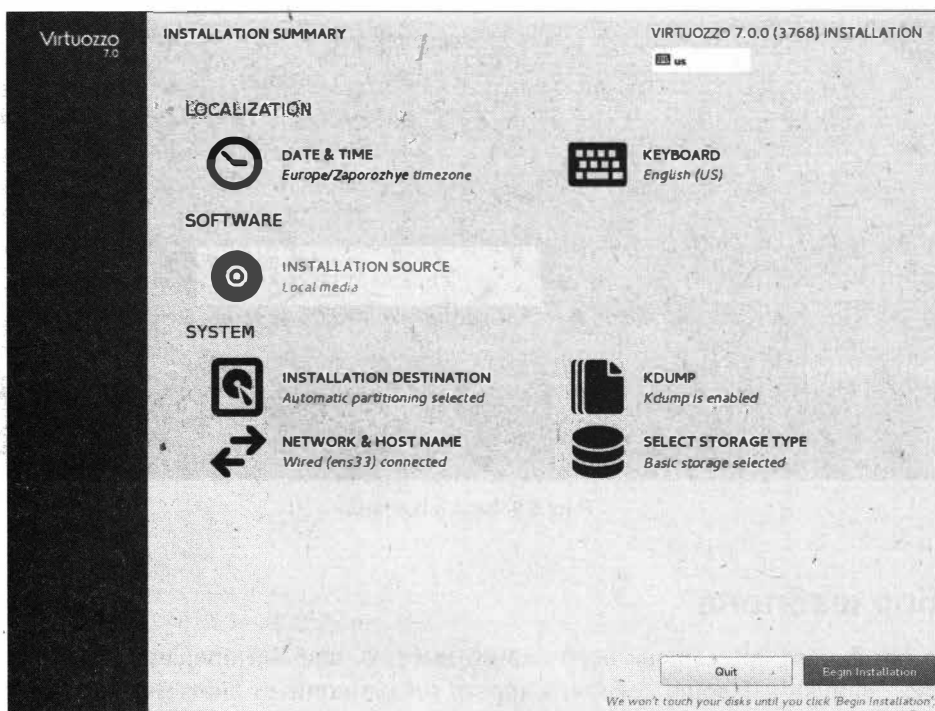 Virtuozzo
7.0
INSTALLATION SUMMARY
VIRTUOZZO 7.0.0 (3768) INSTALLATION
us
LOCALIZATION
DATE & TIME
Europe/Zaporozhye timezone
KEYBOARD
English (US)
SOFTWARE
INSTALLATION SOURCE
Local media
SYSTEM
INSTALLATION DESTINATION
Automatic partitioning selected
KDUMP
Kdump is enabled
NETWORK & HOST NAME
Wired (ens33) connected
SELECT STORAGE TYPE
Basic storage selected
Quit
Begin Installation
We won't touch your disks until you click 'Begin Installation'.